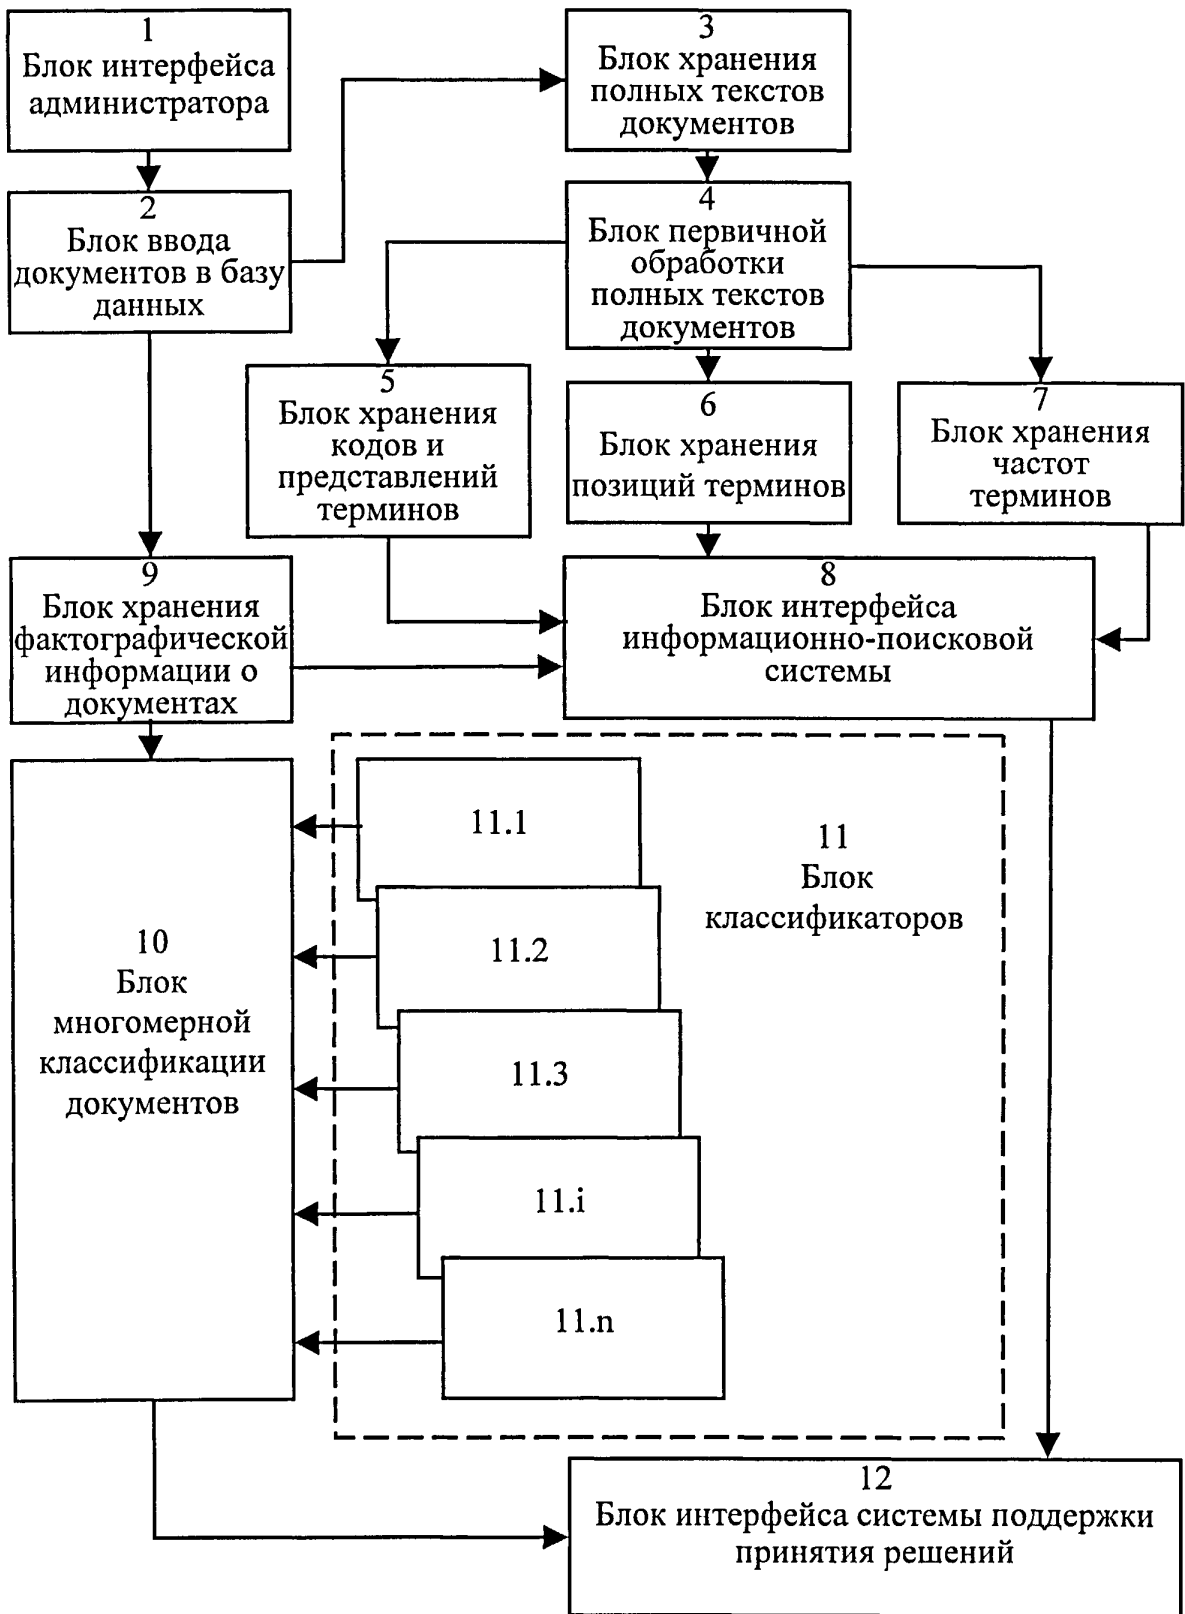 1
Блок интерфейса
администратора
3
Блок хранения
полных текстов
документов
2
Блок ввода
документов в базу
данных
4
Блок первичной
обработки
полных текстов
документов
5
Блок хранения
кодов и
представлений
терминов
6
Блок хранения
позиций терминов
7
Блок хранения
частот
терминов
9
Блок хранения
фактографической
информации о
документах
8
Блок интерфейса
информационно-поисковой
системы
10
Блок
многомерной
классификации
документов
11.1
11.2
11.3
11.i
11.n
11
Блок
классификаторов
12
Блок интерфейса системы поддержки
принятия решений